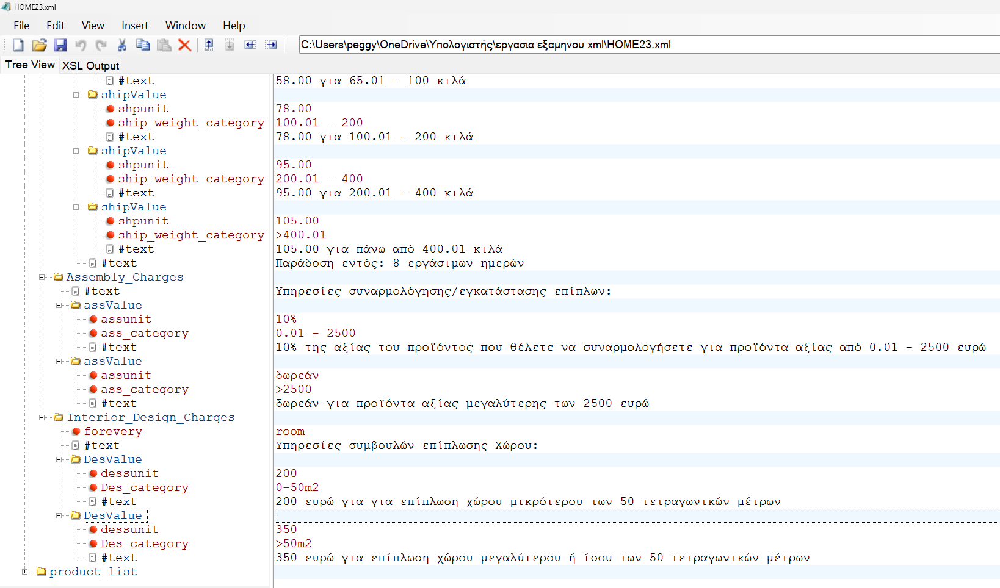 HOME23.xml
File Edit View Insert Window Help
C:\Users\peggy\OneDrive\Υπολογιστής\εργασια εξαμηνου xml\HOME23.xml
Tree View XSL Output
#text 58.00 για 65.01 - 100 κιλά
shipValue
shpunit 78.00
ship_weight_category 100.01 - 200
#text 78.00 για 100.01 - 200 κιλά
shipValue
shpunit 95.00
ship_weight_category 200.01 - 400
#text 95.00 για 200.01 - 400 κιλά
shipValue
shpunit 105.00
ship_weight_category >400.01
#text 105.00 για πάνω από 400.01 κιλά
#text Παράδοση εντός: 8 εργάσιμων ημερών
Assembly_Charges
#text Υπηρεσίες συναρμολόγησης/εγκατάστασης επίπλων:
assValue
assunit 10%
ass_category 0.01 - 2500
#text 10% της αξίας του προϊόντος που θέλετε να συναρμολογήσετε για προϊόντα αξίας από 0.01 - 2500 ευρώ
assValue
assunit δωρεάν
ass_category >2500
#text δωρεάν για προϊόντα αξίας μεγαλύτερης των 2500 ευρώ
Interior_Design_Charges
forevery room
#text Υπηρεσίες συμβουλών επίπλωσης Χώρου:
DesValue
dessunit 200
Des_category 0-50m2
#text 200 ευρώ για για επίπλωση χώρου μικρότερου των 50 τετραγωνικών μέτρων
DesValue
dessunit 350
Des_category >50m2
#text 350 ευρώ για επίπλωση χώρου μεγαλύτερου ή ίσου των 50 τετραγωνικών μέτρων
product_list